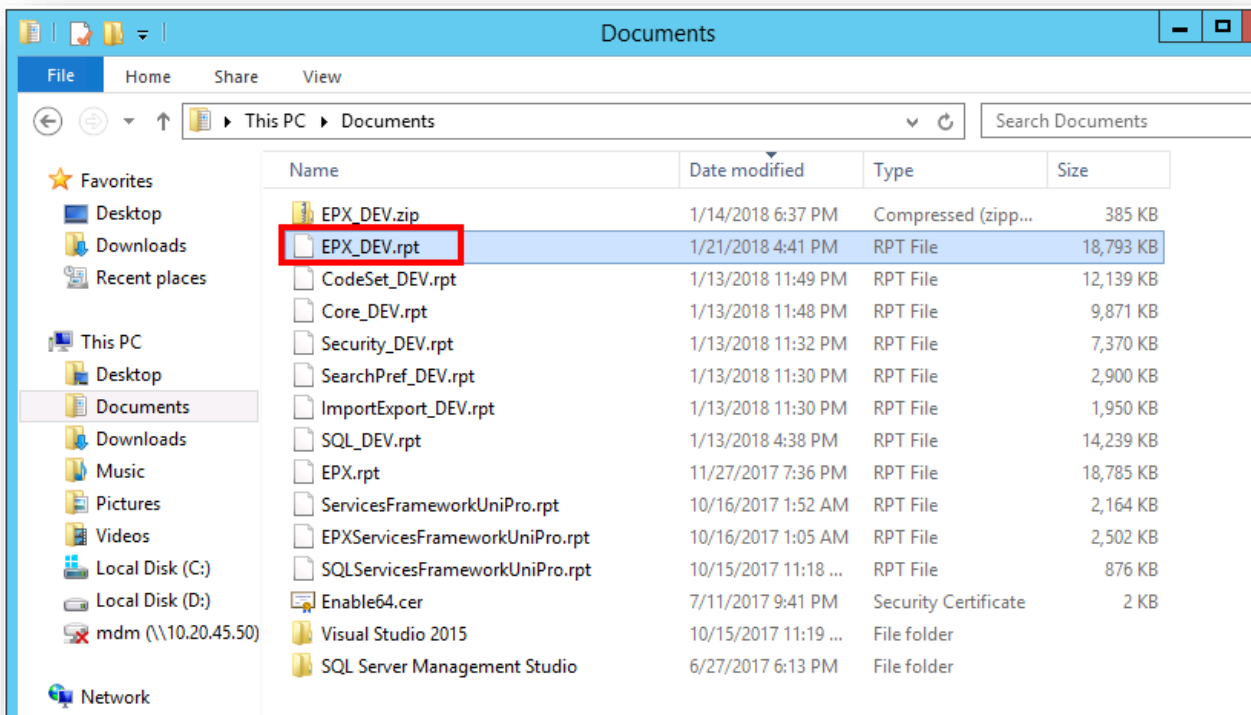 Documents
File Home Share View
This PC Documents Search Documents
Favorites
Desktop
Downloads
Recent places
This PC
Desktop
Documents
Downloads
Music
Pictures
Videos
Local Disk (C:)
Local Disk (D:)
mdm (\\10.20.45.50)
Network
Name Date modified Type Size
EPX_DEV.zip 1/14/2018 6:37 PM Compressed (zipp... 385 KB
EPX_DEV.rpt 1/21/2018 4:41 PM RPT File 18,793 KB
CodeSet_DEV.rpt 1/13/2018 11:49 PM RPT File 12,139 KB
Core_DEV.rpt 1/13/2018 11:48 PM RPT File 9,871 KB
Security_DEV.rpt 1/13/2018 11:32 PM RPT File 7,370 KB
SearchPref_DEV.rpt 1/13/2018 11:30 PM RPT File 2,900 KB
ImportExport_DEV.rpt 1/13/2018 11:30 PM RPT File 1,950 KB
SQL_DEV.rpt 1/13/2018 4:38 PM RPT File 14,239 KB
EPX.rpt 11/27/2017 7:36 PM RPT File 18,785 KB
ServicesFrameworkUniPro.rpt 10/16/2017 1:52 AM RPT File 2,164 KB
EPXServicesFrameworkUniPro.rpt 10/16/2017 1:05 AM RPT File 2,502 KB
SQLServicesFrameworkUniPro.rpt 10/15/2017 11:18 ... RPT File 876 KB
Enable64.cer 7/11/2017 9:41 PM Security Certificate 2 KB
Visual Studio 2015 10/15/2017 11:19 ... File folder
SQL Server Management Studio 6/27/2017 6:13 PM File folder